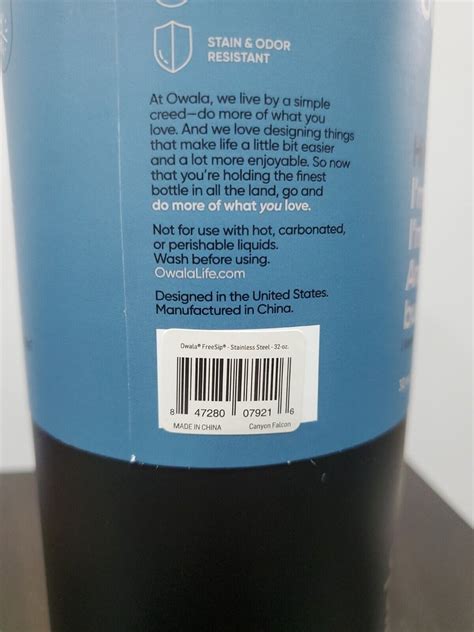 STAIN & ODOR
RESISTANT
At Owala, we live by a simple
creed—do more of what you
love. And we love designing things
that make life a little bit easier
and a lot more enjoyable. So now
that you're holding the finest
bottle in all the land, go and
do more of what you love.
Not for use with hot, carbonated,
or perishable liquids.
Wash before using.
OwalaLife.com
Designed in the United States.
Manufactured in China.
Owala® FreeSip® - Stainless Steel - 32 oz.
8 47280 07921 6
MADE IN CHINA Canyon Falcon